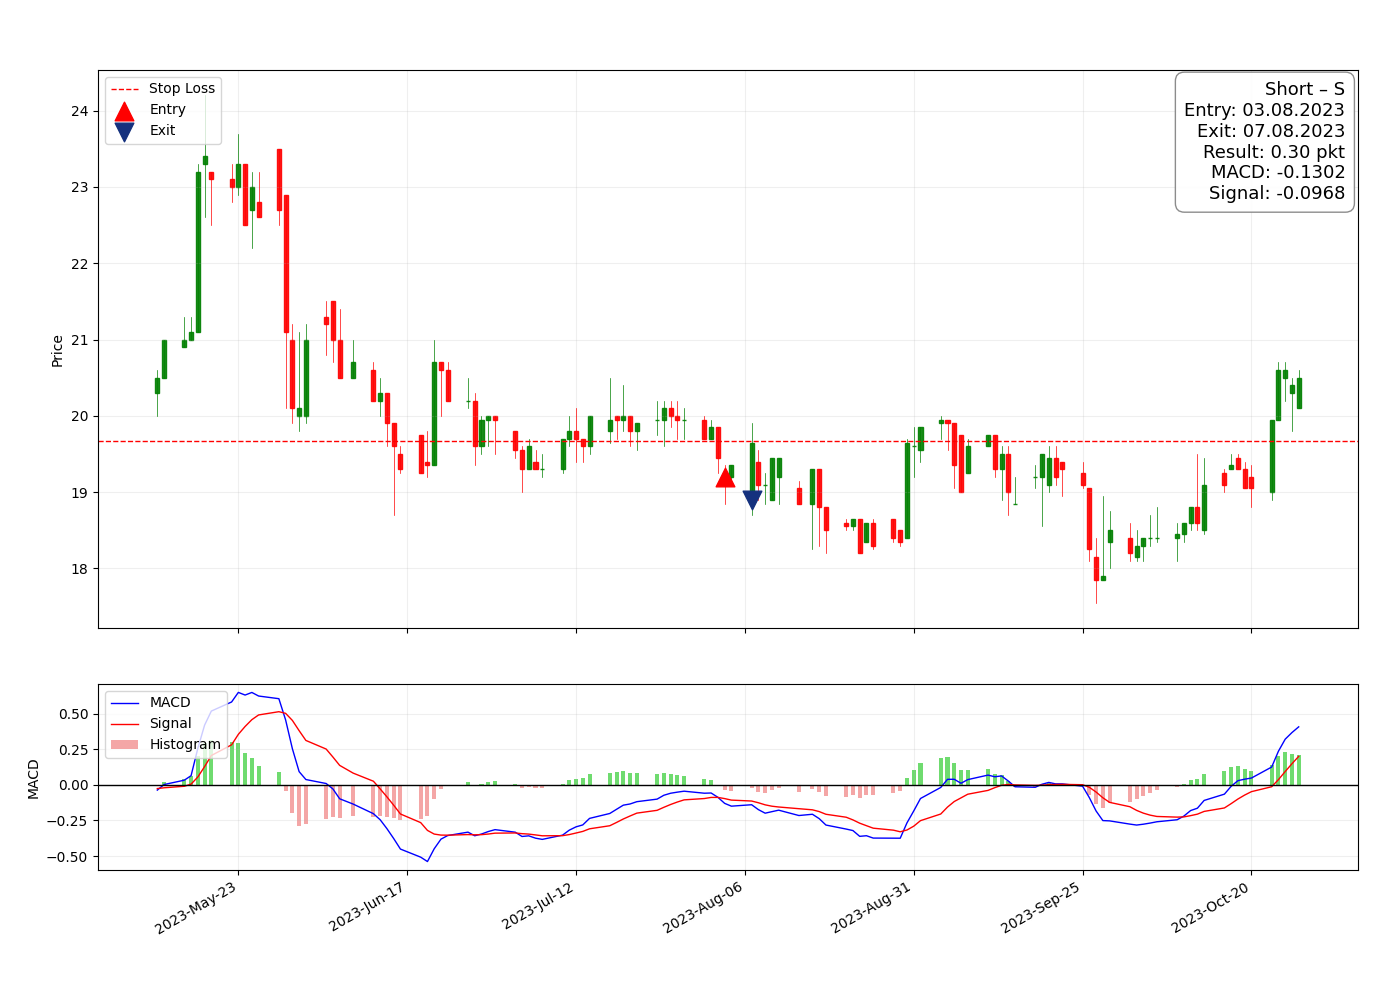 Stop Loss
Entry
Exit
Short – S
Entry: 03.08.2023
Exit: 07.08.2023
Result: 0.30 pkt
MACD: -0.1302
Signal: -0.0968
24
23
22
21
20
19
18
Price
MACD
Signal
Histogram
0.50
0.25
0.00
−0.25
−0.50
MACD
2023-May-23
2023-Jun-17
2023-Jul-12
2023-Aug-06
2023-Aug-31
2023-Sep-25
2023-Oct-20